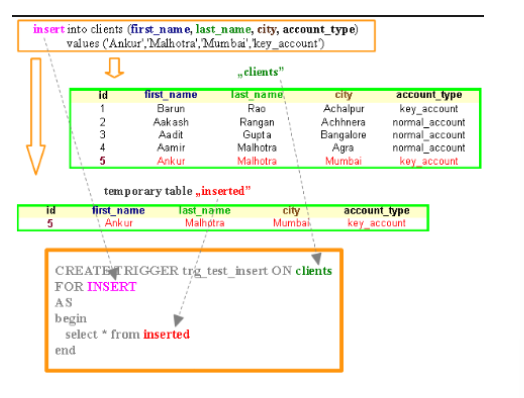 insert into clients (first_name, last_name, city, account_type)
values ('Ankur','Malhotra','Mumbai','key_account')
„clients”
id first_name last_name city account_type
1 Barun Rao Achalpur key_account
2 Aakash Rangan Achhnera normal_account
3 Aadit Gupta Bangalore normal_account
4 Aamir Malhotra Agra normal_account
5 Ankur Malhotra Mumbai key_account
temporary table „inserted”
id first_name last_name city account_type
5 Ankur Malhotra Mumbai key_account
CREATE TRIGGER trg_test_insert ON clients
FOR INSERT
AS
begin
select * from inserted
end